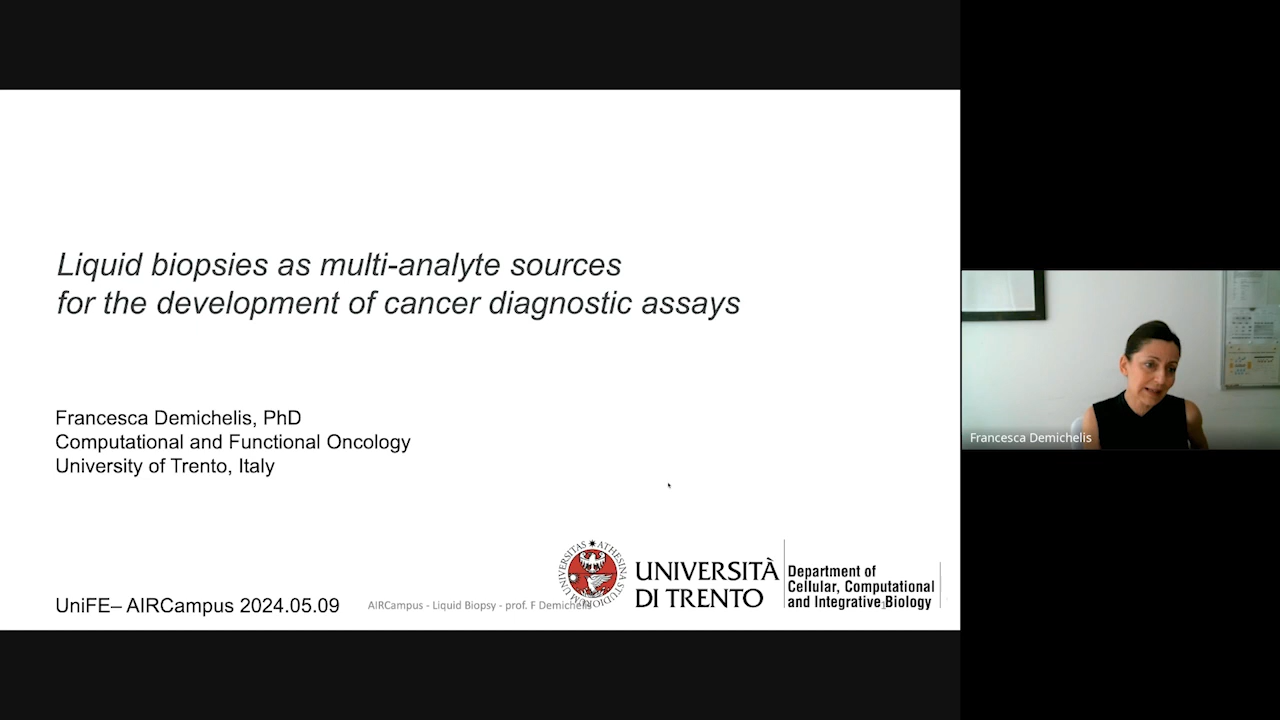 Liquid biopsies as multi-analyte sources
for the development of cancer diagnostic assays
Francesca Demichelis, PhD
Computational and Functional Oncology
University of Trento, Italy
UniFE– AIRCampus 2024.05.09
AIRCampus - Liquid Biopsy - prof. F Demichelis
UNIVERSITÀ
DI TRENTO
Department of
Cellular, Computational
and Integrative Biology
Francesca Demichelis